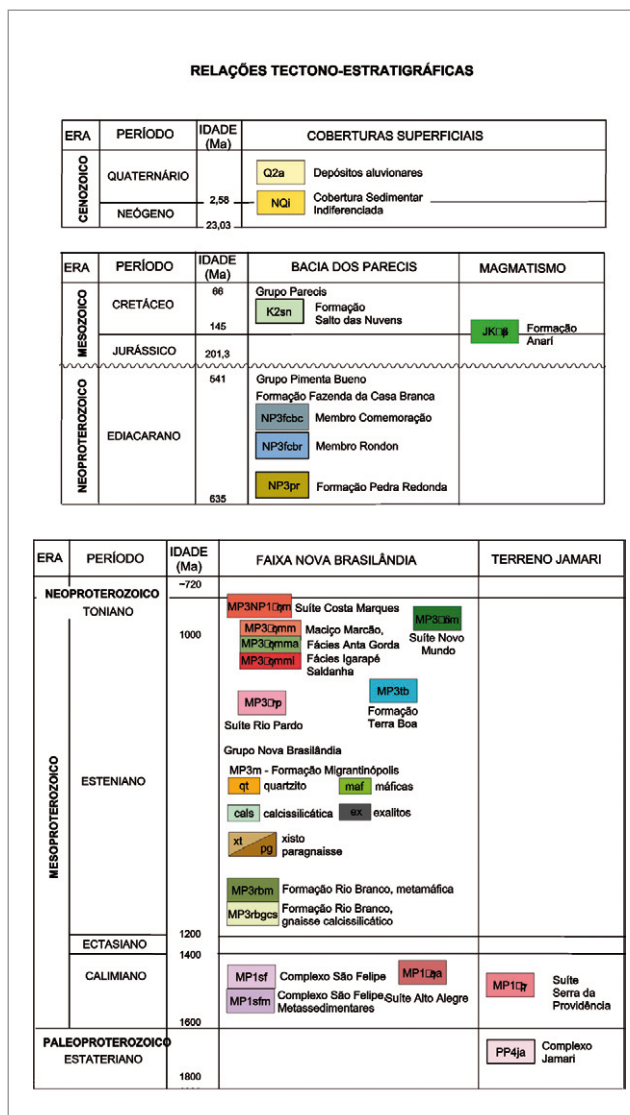 RELAÇÕES TECTONO-ESTRATIGRÁFICAS
ERA PERÍODO IDADE (Ma) COBERTURAS SUPERFICIAIS
CENOZOICO
QUATERNÁRIO
Q2a Depósitos aluvionares
2,58
NQi Cobertura Sedimentar
Indiferenciada
NEÓGENO
23,03
ERA PERÍODO IDADE (Ma) BACIA DOS PARECIS MAGMATISMO
MESOZOICO
66
Grupo Parecis
CRETÁCEO
K2sn Formação
Salto das Nuvens
145
Formação
Anarí
JURÁSSICO
201,3
NEOPROTEROZOICO
541
Grupo Pimenta Bueno
Formação Fazenda da Casa Branca
NP3fcbc Membro Comemoração
EDIACARANO
NP3fcbr Membro Rondon
NP3pr Formação Pedra Redonda
635
ERA PERÍODO IDADE (Ma) FAIXA NOVA BRASILÂNDIA TERRENO JAMARI
~720
NEOPROTEROZOICO
TONIANO
1000
Suíte Costa Marques
Maciço Marcão,
Fácies Anta Gorda
Fácies Igarapé
Saldanha
Suíte Novo
Mundo
Suíte Rio Pardo
MP3tb
Formação
Terra Boa
MESOPROTEROZOICO
ESTENIANO
Grupo Nova Brasilândia
MP3m - Formação Migrantinópolis
qt quartzito maf máficas
cals calcissilicática ex exalitos
xt xisto
pg paragnaisse
MP3rbm Formação Rio Branco, metamáfica
MP3rbgcs Formação Rio Branco,
gnaisse calcissilicático
1200
ECTASIANO
1400
CALIMIANO
MP1sf Complexo São Felipe
MP1sfm Complexo São Felipe,
Metassedimentares
Suíte Alto Alegre
Suíte
Serra da
Providência
1600
PALEOPROTEROZOICO
ESTATERIANO
PP4ja Complexo
Jamari
1800